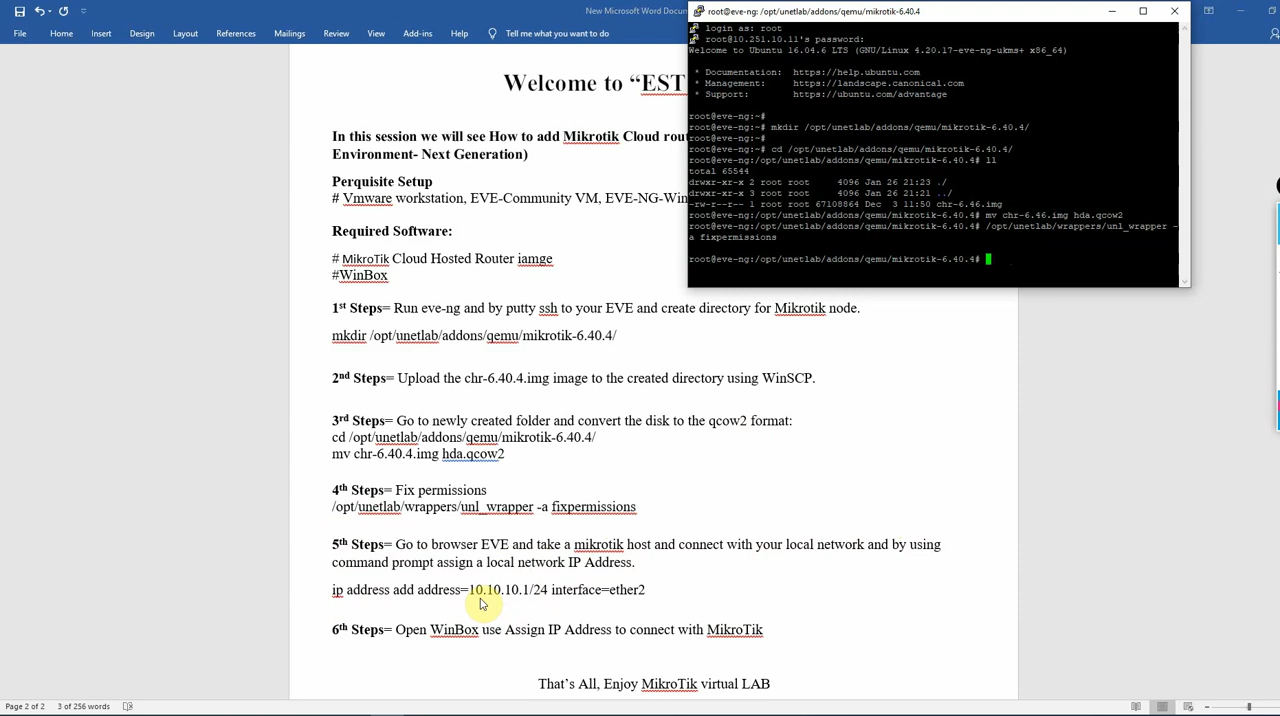 New Microsoft Word Docum
File Home Insert Draw Design Layout References Mailings Review View Add-ins Help Tell me what you want to do
Welcome to “EST
In this session we will see How to add Mikrotik Cloud rout
Environment- Next Generation)
Perquisite Setup
# Vmware workstation, EVE-Community VM, EVE-NG-Win
Required Software:
# MikroTik Cloud Hosted Router iamge
#WinBox
1st Steps= Run eve-ng and by putty ssh to your EVE and create directory for Mikrotik node.
mkdir /opt/unetlab/addons/qemu/mikrotik-6.40.4/
2nd Steps= Upload the chr-6.40.4.img image to the created directory using WinSCP.
3rd Steps= Go to newly created folder and convert the disk to the qcow2 format:
cd /opt/unetlab/addons/qemu/mikrotik-6.40.4/
mv chr-6.40.4.img hda.qcow2
4th Steps= Fix permissions
/opt/unetlab/wrappers/unl_wrapper -a fixpermissions
5th Steps= Go to browser EVE and take a mikrotik host and connect with your local network and by using
command prompt assign a local network IP Address.
ip address add address=10.10.10.1/24 interface=ether2
6th Steps= Open WinBox use Assign IP Address to connect with MikroTik
That’s All, Enjoy MikroTik virtual LAB
root@eve-ng: /opt/unetlab/addons/qemu/mikrotik-6.40.4
login as: root
root@10.251.10.11's password:
Welcome to Ubuntu 16.04.6 LTS (GNU/Linux 4.20.17-eve-ng-ukms+ x86_64)
* Documentation: https://help.ubuntu.com
* Management: https://landscape.canonical.com
* Support: https://ubuntu.com/advantage
root@eve-ng:~#
root@eve-ng:~# mkdir /opt/unetlab/addons/qemu/mikrotik-6.40.4/
root@eve-ng:~#
root@eve-ng:~# cd /opt/unetlab/addons/qemu/mikrotik-6.40.4/
root@eve-ng:/opt/unetlab/addons/qemu/mikrotik-6.40.4# ll
total 65544
drwxr-xr-x 2 root root 4096 Jan 26 21:23 ./
drwxr-xr-x 3 root root 4096 Jan 26 21:21 ../
-rw-r--r-- 1 root root 67108864 Dec 3 11:50 chr-6.46.img
root@eve-ng:/opt/unetlab/addons/qemu/mikrotik-6.40.4# mv chr-6.46.img hda.qcow2
root@eve-ng:/opt/unetlab/addons/qemu/mikrotik-6.40.4# /opt/unetlab/wrappers/unl_wrapper -
a fixpermissions
root@eve-ng:/opt/unetlab/addons/qemu/mikrotik-6.40.4#
Page 2 of 2 3 of 256 words